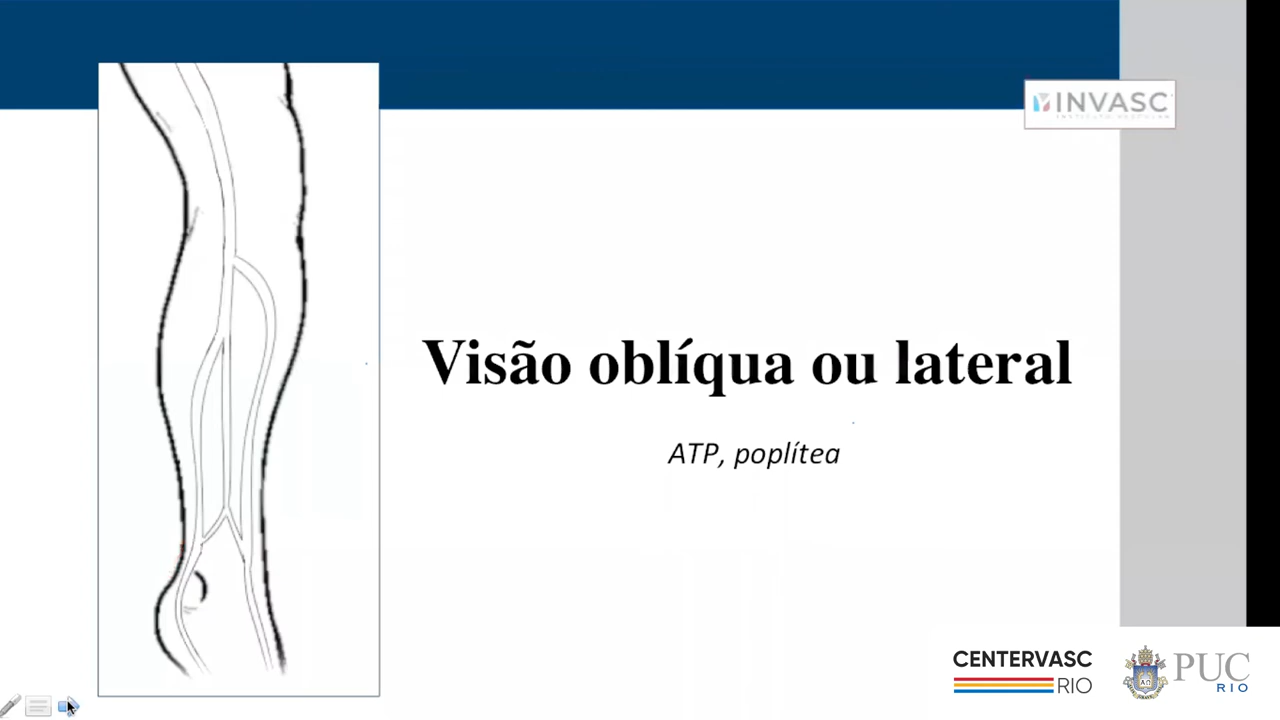 INVASC
Visão oblíqua ou lateral
ATP, poplítea
CENTERVASC
RIO
PUC
RIO